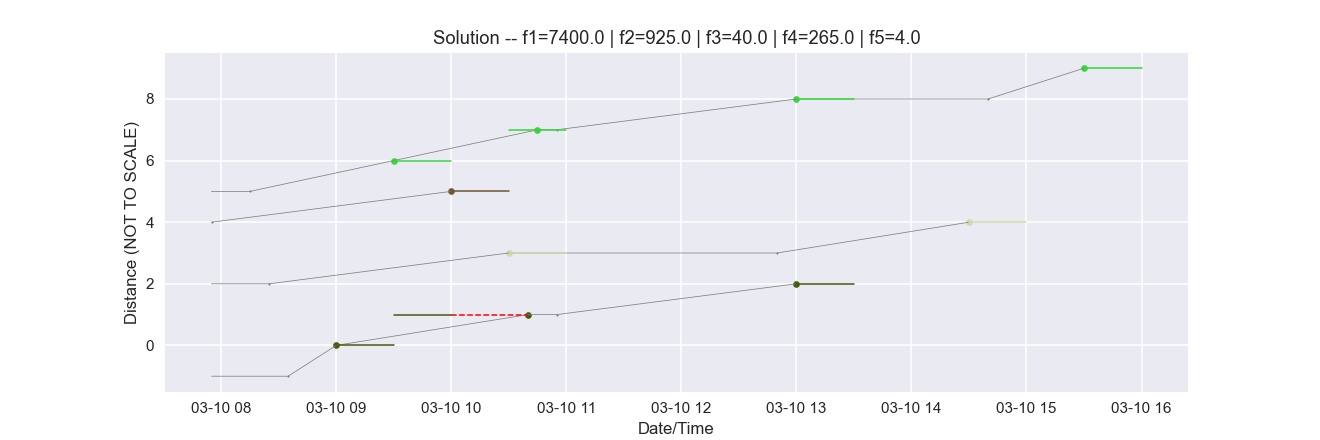 Solution -- f1=7400.0 | f2=925.0 | f3=40.0 | f4=265.0 | f5=4.0
Distance (NOT TO SCALE)
8
6
4
2
0
03-10 08 03-10 09 03-10 10 03-10 11 03-10 12 03-10 13 03-10 14 03-10 15 03-10 16
Date/Time